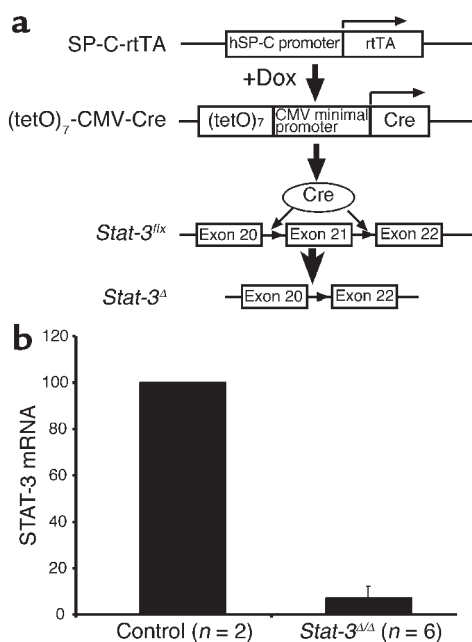 a
SP-C-rtTA
hSP-C promoter rtTA
+Dox
(tetO)7-CMV-Cre
(tetO)7 CMV minimal promoter Cre
Cre
Stat-3flx
Exon 20 Exon 21 Exon 22
Stat-3Δ
Exon 20 Exon 22
b
STAT-3 mRNA
120
100
80
60
40
20
0
Control (n = 2) Stat-3Δ/Δ (n = 6)